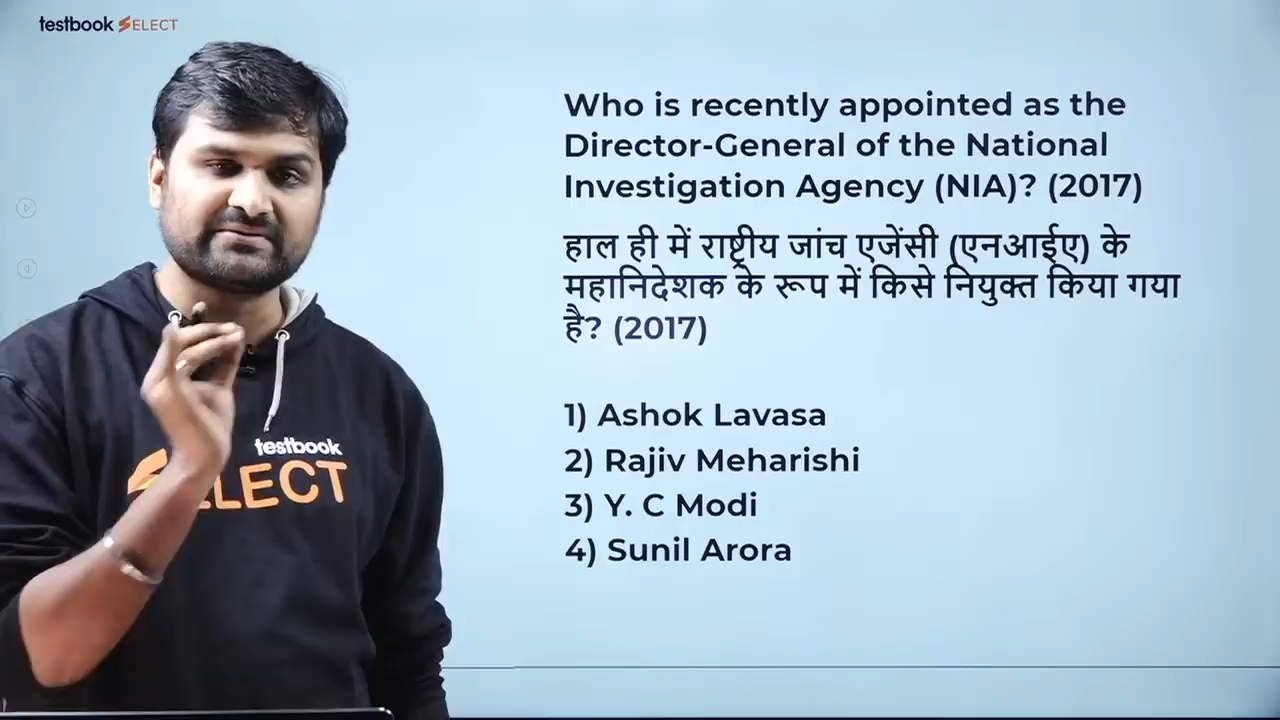 testbook SELECT
Who is recently appointed as the
Director-General of the National
Investigation Agency (NIA)? (2017)
हाल ही में राष्ट्रीय जांच एजेंसी (एनआईए) के
महानिदेशक के रूप में किसे नियुक्त किया गया
है? (2017)
1) Ashok Lavasa
2) Rajiv Meharishi
3) Y. C Modi
4) Sunil Arora
testbook
SELECT